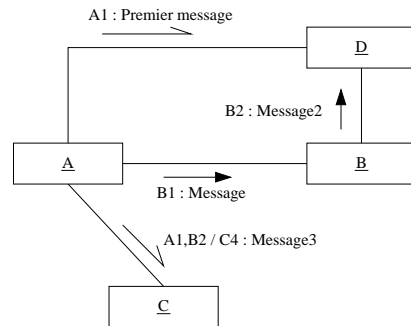 A1 : Premier message
D
B2 : Message2
A
B
B1 : Message
A1,B2 / C4 : Message3
C